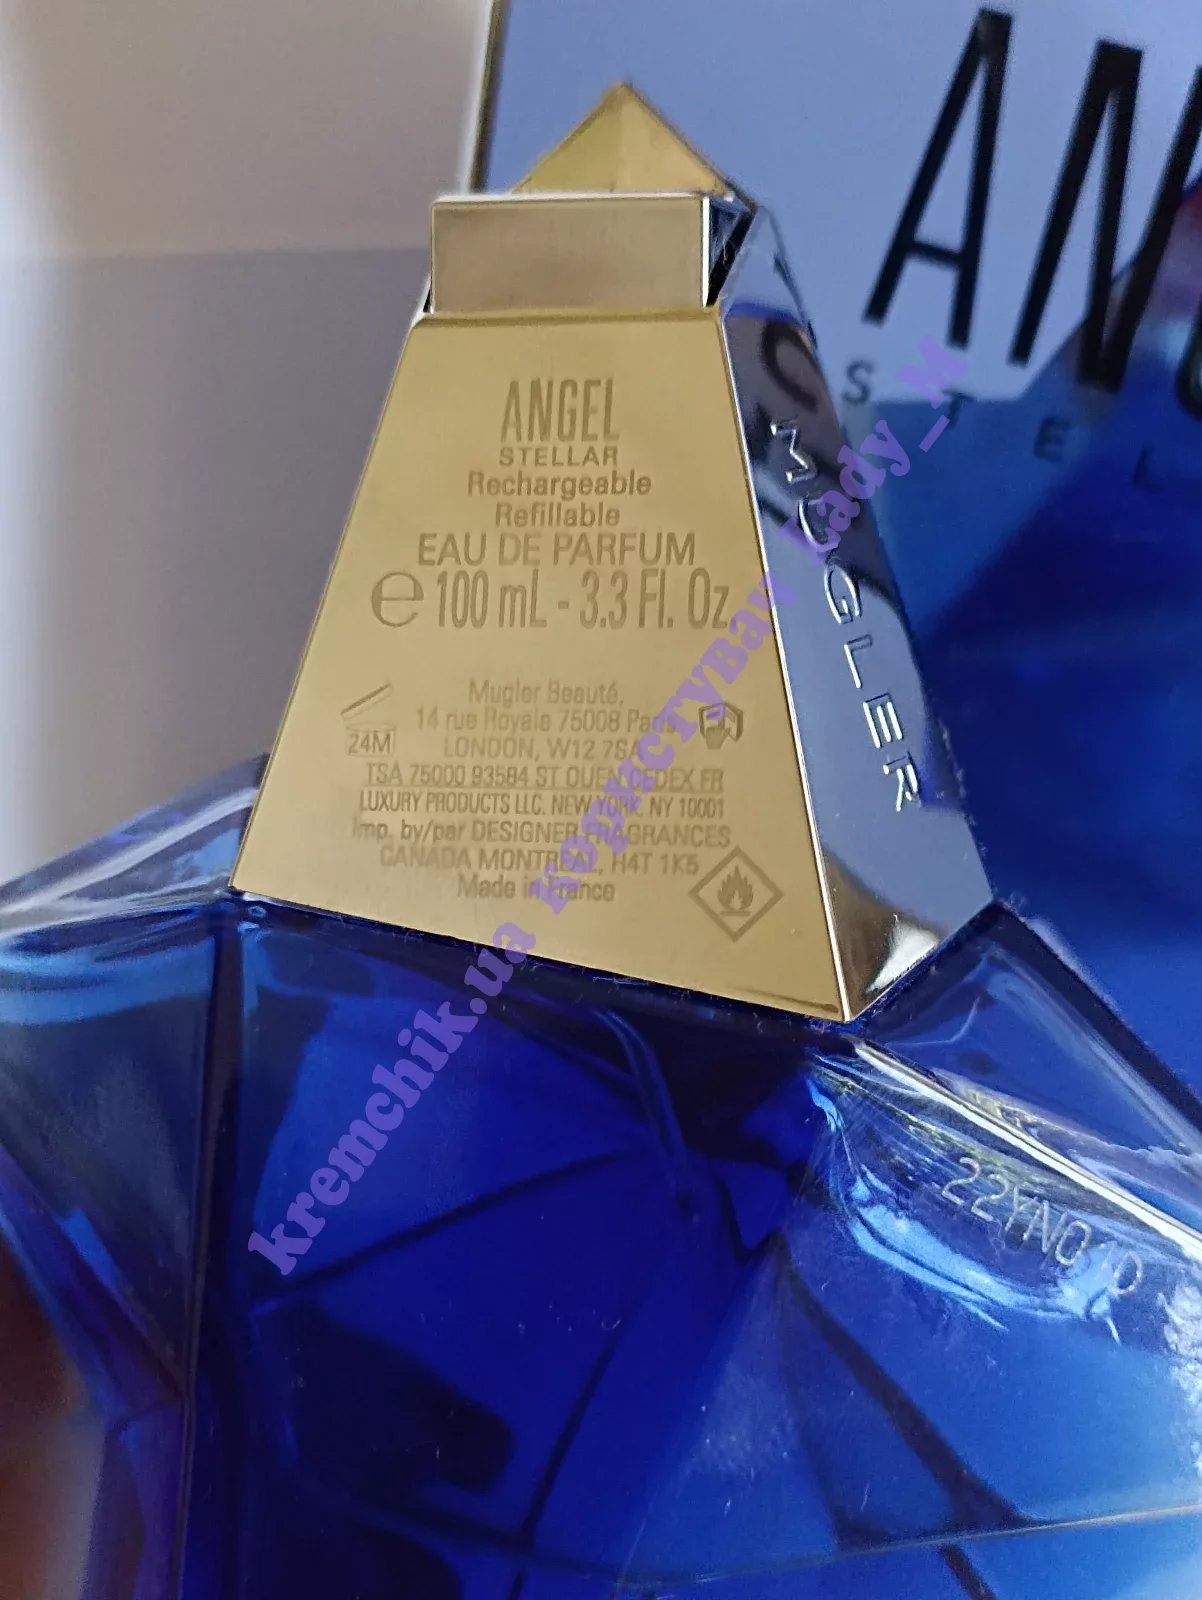 ANGEL
STELLAR
Rechargeable
Refillable
EAU DE PARFUM
℮ 100 mL - 3.3 Fl. Oz.
Mugler Beauté,
14 rue Royale 75008 Paris
LONDON, W12 7SA
24M
TSA 75000 93584 ST OUEN CEDEX FR
LUXURY PRODUCTS LLC. NEW YORK, NY 10001
Imp. by/par DESIGNER FRAGRANCES
CANADA MONTREAL, H4T 1K5
Made in France
MUGLER
22YN01D
AN
STEL
kremchik.ua користувач Lady_M